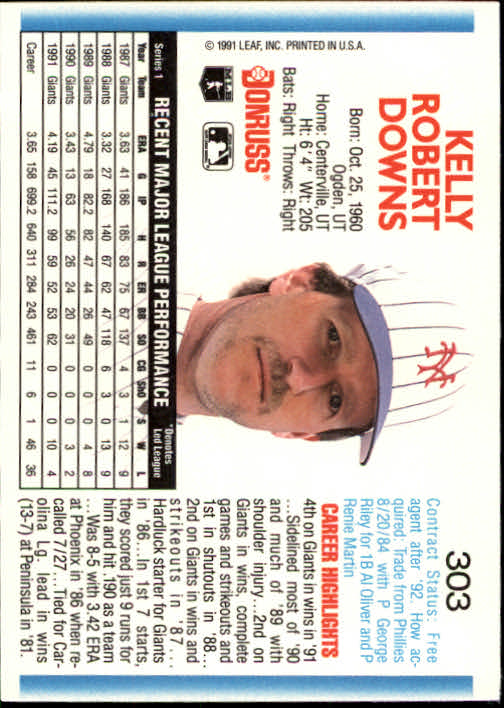 303
KELLY
ROBERT
DOWNS
Born: Oct. 25, 1960
Ogden, UT
Home: Centerville, UT
Ht: 6' 4" Wt: 205
Bats: Right Throws: Right
DONRUSS®
MLB
© 1991 LEAF, INC. PRINTED IN U.S.A.
NY
Contract Status: Free
agent after '92. How ac-
quired: Trade from Phillies
8/20/84 with P George
Riley for 1B Al Oliver and P
Renie Martin
CAREER HIGHLIGHTS
4th on Giants in wins in '91
...Sidelined most of '90
and much of '89 with
shoulder injury...2nd on
Giants in wins, complete
games and strikeouts and
1st in shutouts in '88...
2nd on Giants in wins and
strikeouts in '87...
Hardluck starter for Giants
in '86...In 1st 7 starts,
they scored just 9 runs for
him and hit .190 as a team
...Was 8-5 with 3.42 ERA
at Phoenix in '86 when re-
called 7/27...Tied for Car-
olina Lg. lead in wins
(13-7) at Peninsula in '81.
Series 1 RECENT MAJOR LEAGUE PERFORMANCE *Denotes Led League
Year Team ERA G IP H R ER BB SO CG ShO S W L
1987 Giants 3.63 41 186 185 83 75 67 137 4 3 1 12 9
1988 Giants 3.32 27 168 140 67 62 47 118 6 3 0 13 9
1989 Giants 4.79 18 82.2 82 47 44 26 49 0 0 0 4 8
1990 Giants 3.43 13 63 56 26 24 20 31 0 0 0 3 2
1991 Giants 4.19 45 111.2 99 59 52 53 62 0 0 0 10 4
Career 3.65 158 699.2 640 311 284 243 461 11 6 1 46 36